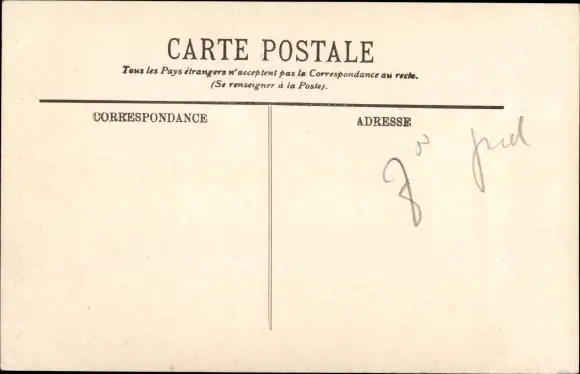 CARTE POSTALE
Tous les Pays étrangers n'acceptent pas la Correspondance au recto.
(Se renseigner à la Poste).
CORRESPONDANCE
ADRESSE